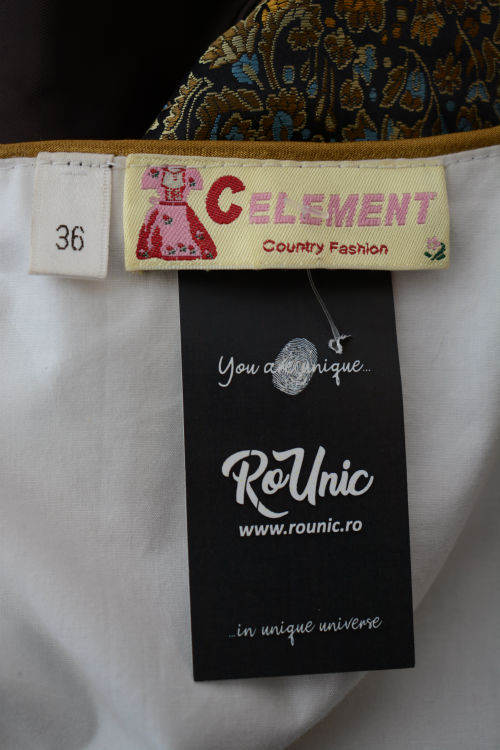 36
CELEMENT
Country Fashion
You are unique...
RoUnic
www.rounic.ro
...in unique universe